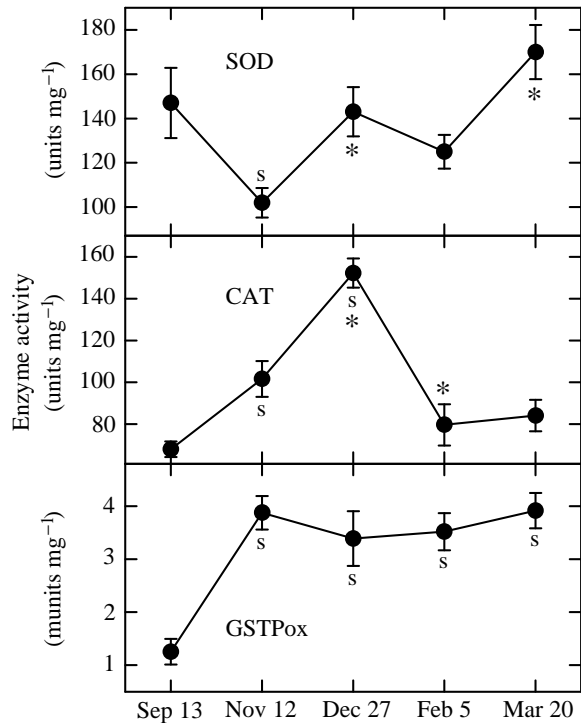 180
SOD
160
140
120
s
*
*
100
(units mg−1)
160
CAT
140
120
100
80
s
*
s
*
Enzyme activity
(units mg−1)
4
3
2
1
s
s
s
s
GSTPox
(munits mg−1)
Sep 13 Nov 12 Dec 27 Feb 5 Mar 20